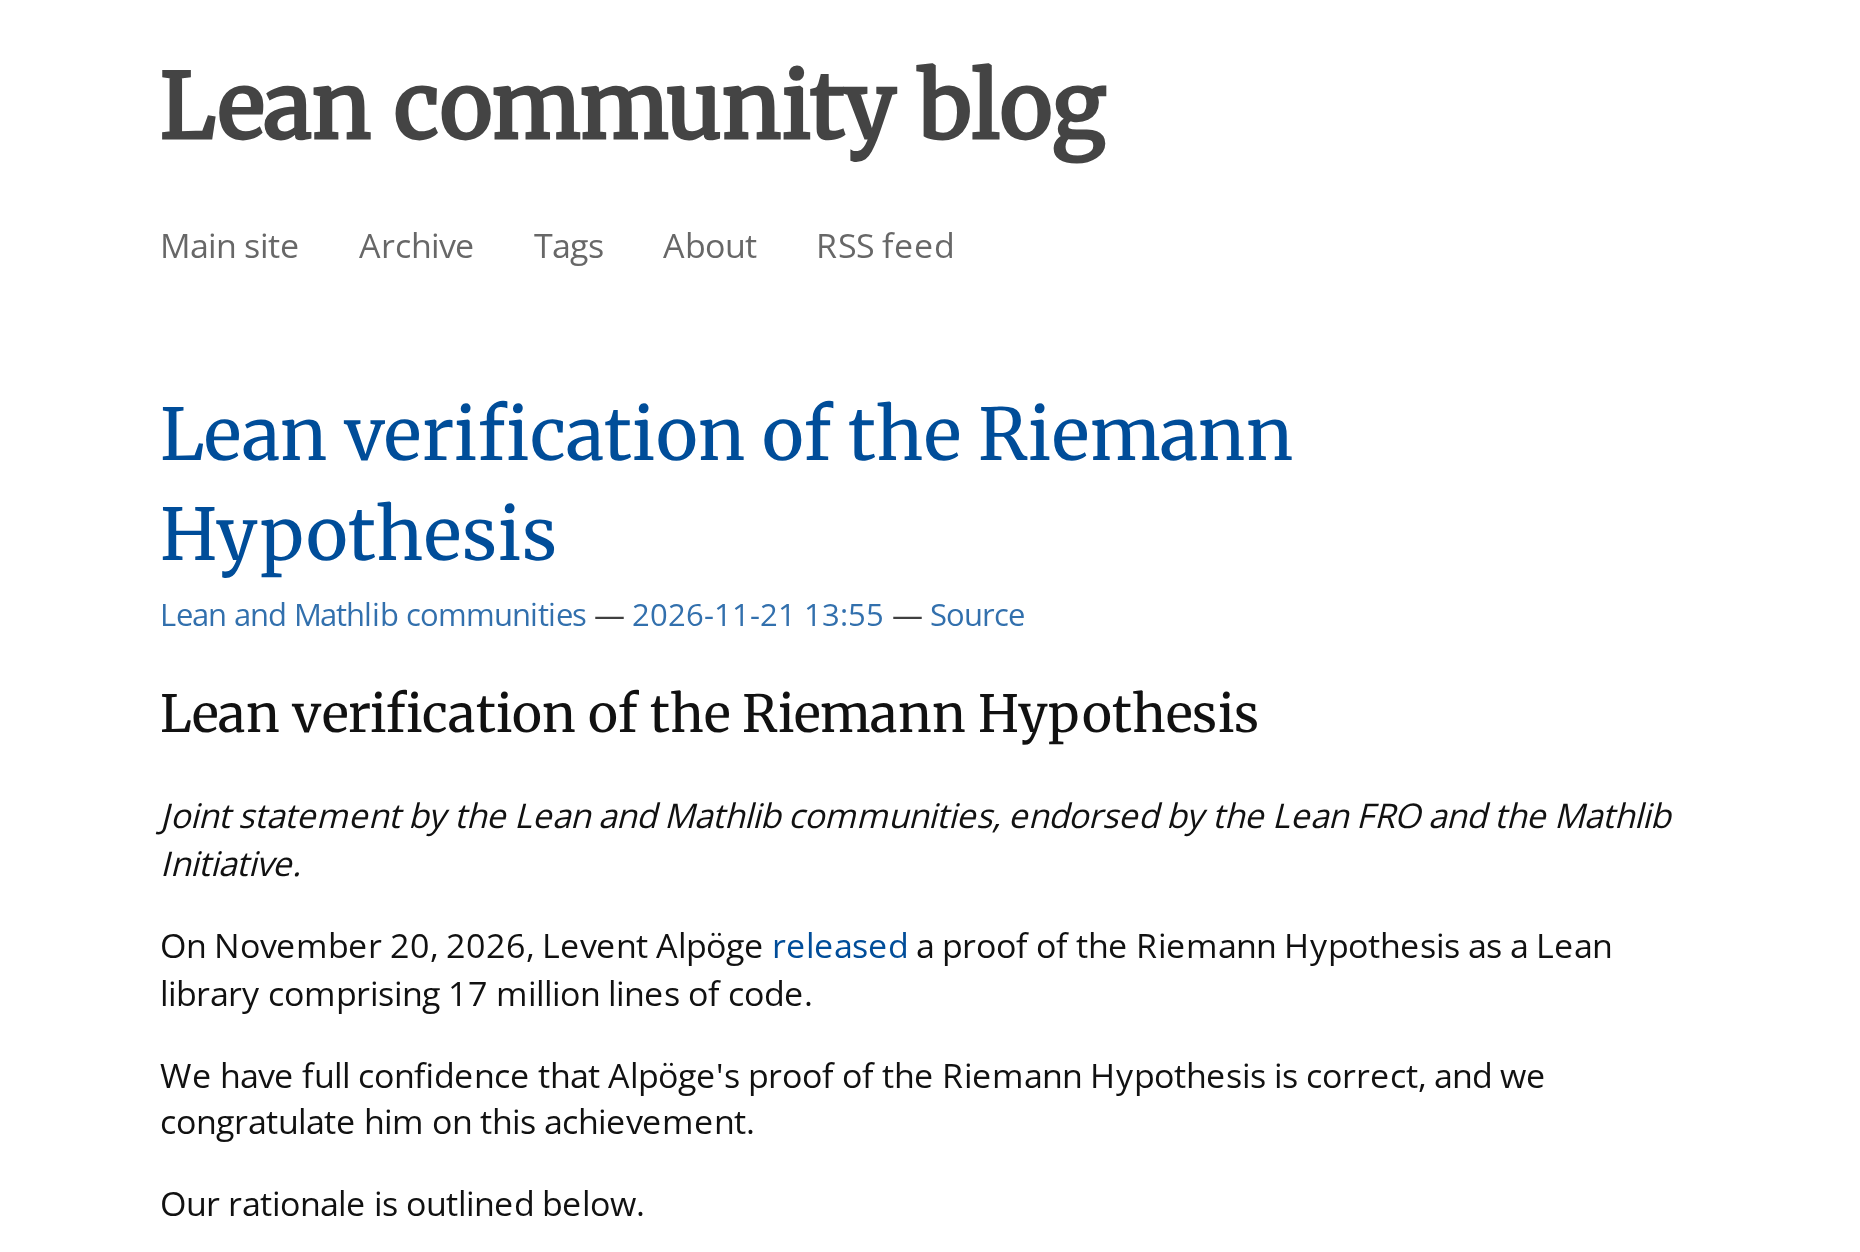 Lean community blog
Main site Archive Tags About RSS feed
Lean verification of the Riemann
Hypothesis
Lean and Mathlib communities — 2026-11-21 13:55 — Source
Lean verification of the Riemann Hypothesis
Joint statement by the Lean and Mathlib communities, endorsed by the Lean FRO and the Mathlib
Initiative.
On November 20, 2026, Levent Alpöge released a proof of the Riemann Hypothesis as a Lean
library comprising 17 million lines of code.
We have full confidence that Alpöge's proof of the Riemann Hypothesis is correct, and we
congratulate him on this achievement.
Our rationale is outlined below.